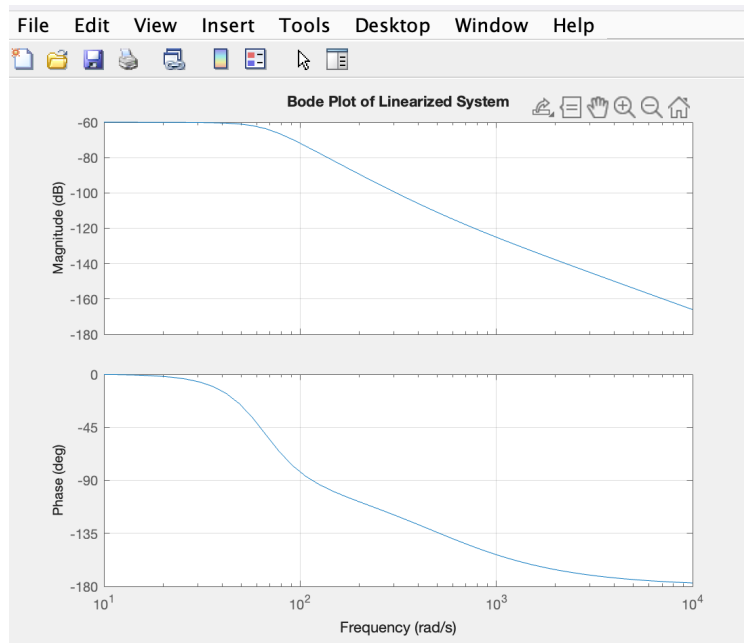 File Edit View Insert Tools Desktop Window Help
Bode Plot of Linearized System
-60
-80
-100
-120
-140
-160
-180
Magnitude (dB)
0
-45
-90
-135
-180
Phase (deg)
10^1 10^2 10^3 10^4
Frequency (rad/s)